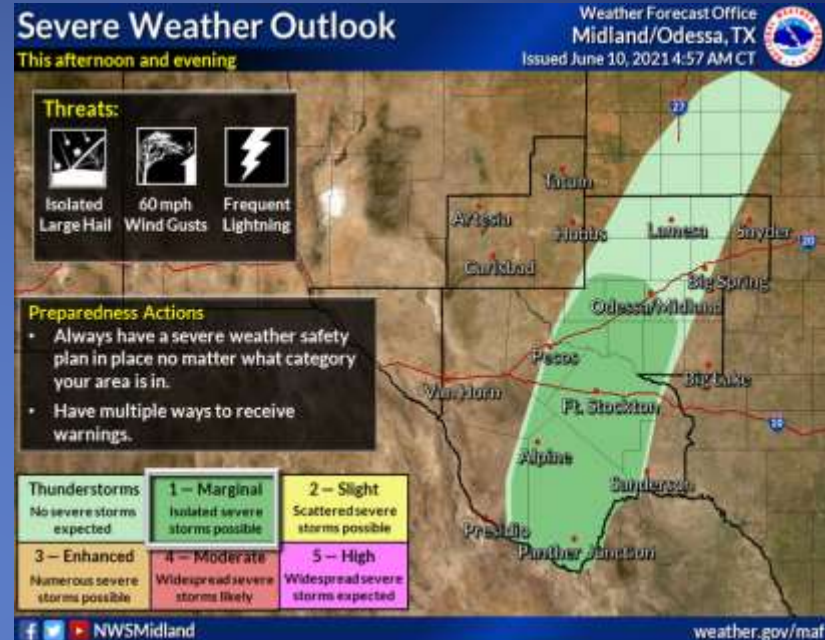 Severe Weather Outlook
This afternoon and evening
Weather Forecast Office
Midland/Odessa, TX
Issued June 10, 2021 4:57 AM CT
Threats:
Isolated
Large Hail
60 mph
Wind Gusts
Frequent
Lightning
Preparedness Actions
• Always have a severe weather safety
plan in place no matter what category
your area is in.
• Have multiple ways to receive
warnings.
27
Tatum
Artesia
Hobbs
Lamesa
Snyder
20
Carlsbad
Big Spring
Odessa/Midland
Pecos
Van Horn
Big Lake
Ft. Stockton
10
Alpine
Sanderson
Presidio
Panther Junction
Thunderstorms
No severe storms
expected
1 – Marginal
Isolated severe
storms possible
2 – Slight
Scattered severe
storms possible
3 – Enhanced
Numerous severe
storms possible
4 – Moderate
Widespread severe
storms likely
5 – High
Widespread severe
storms expected
NWSMidland
weather.gov/maf